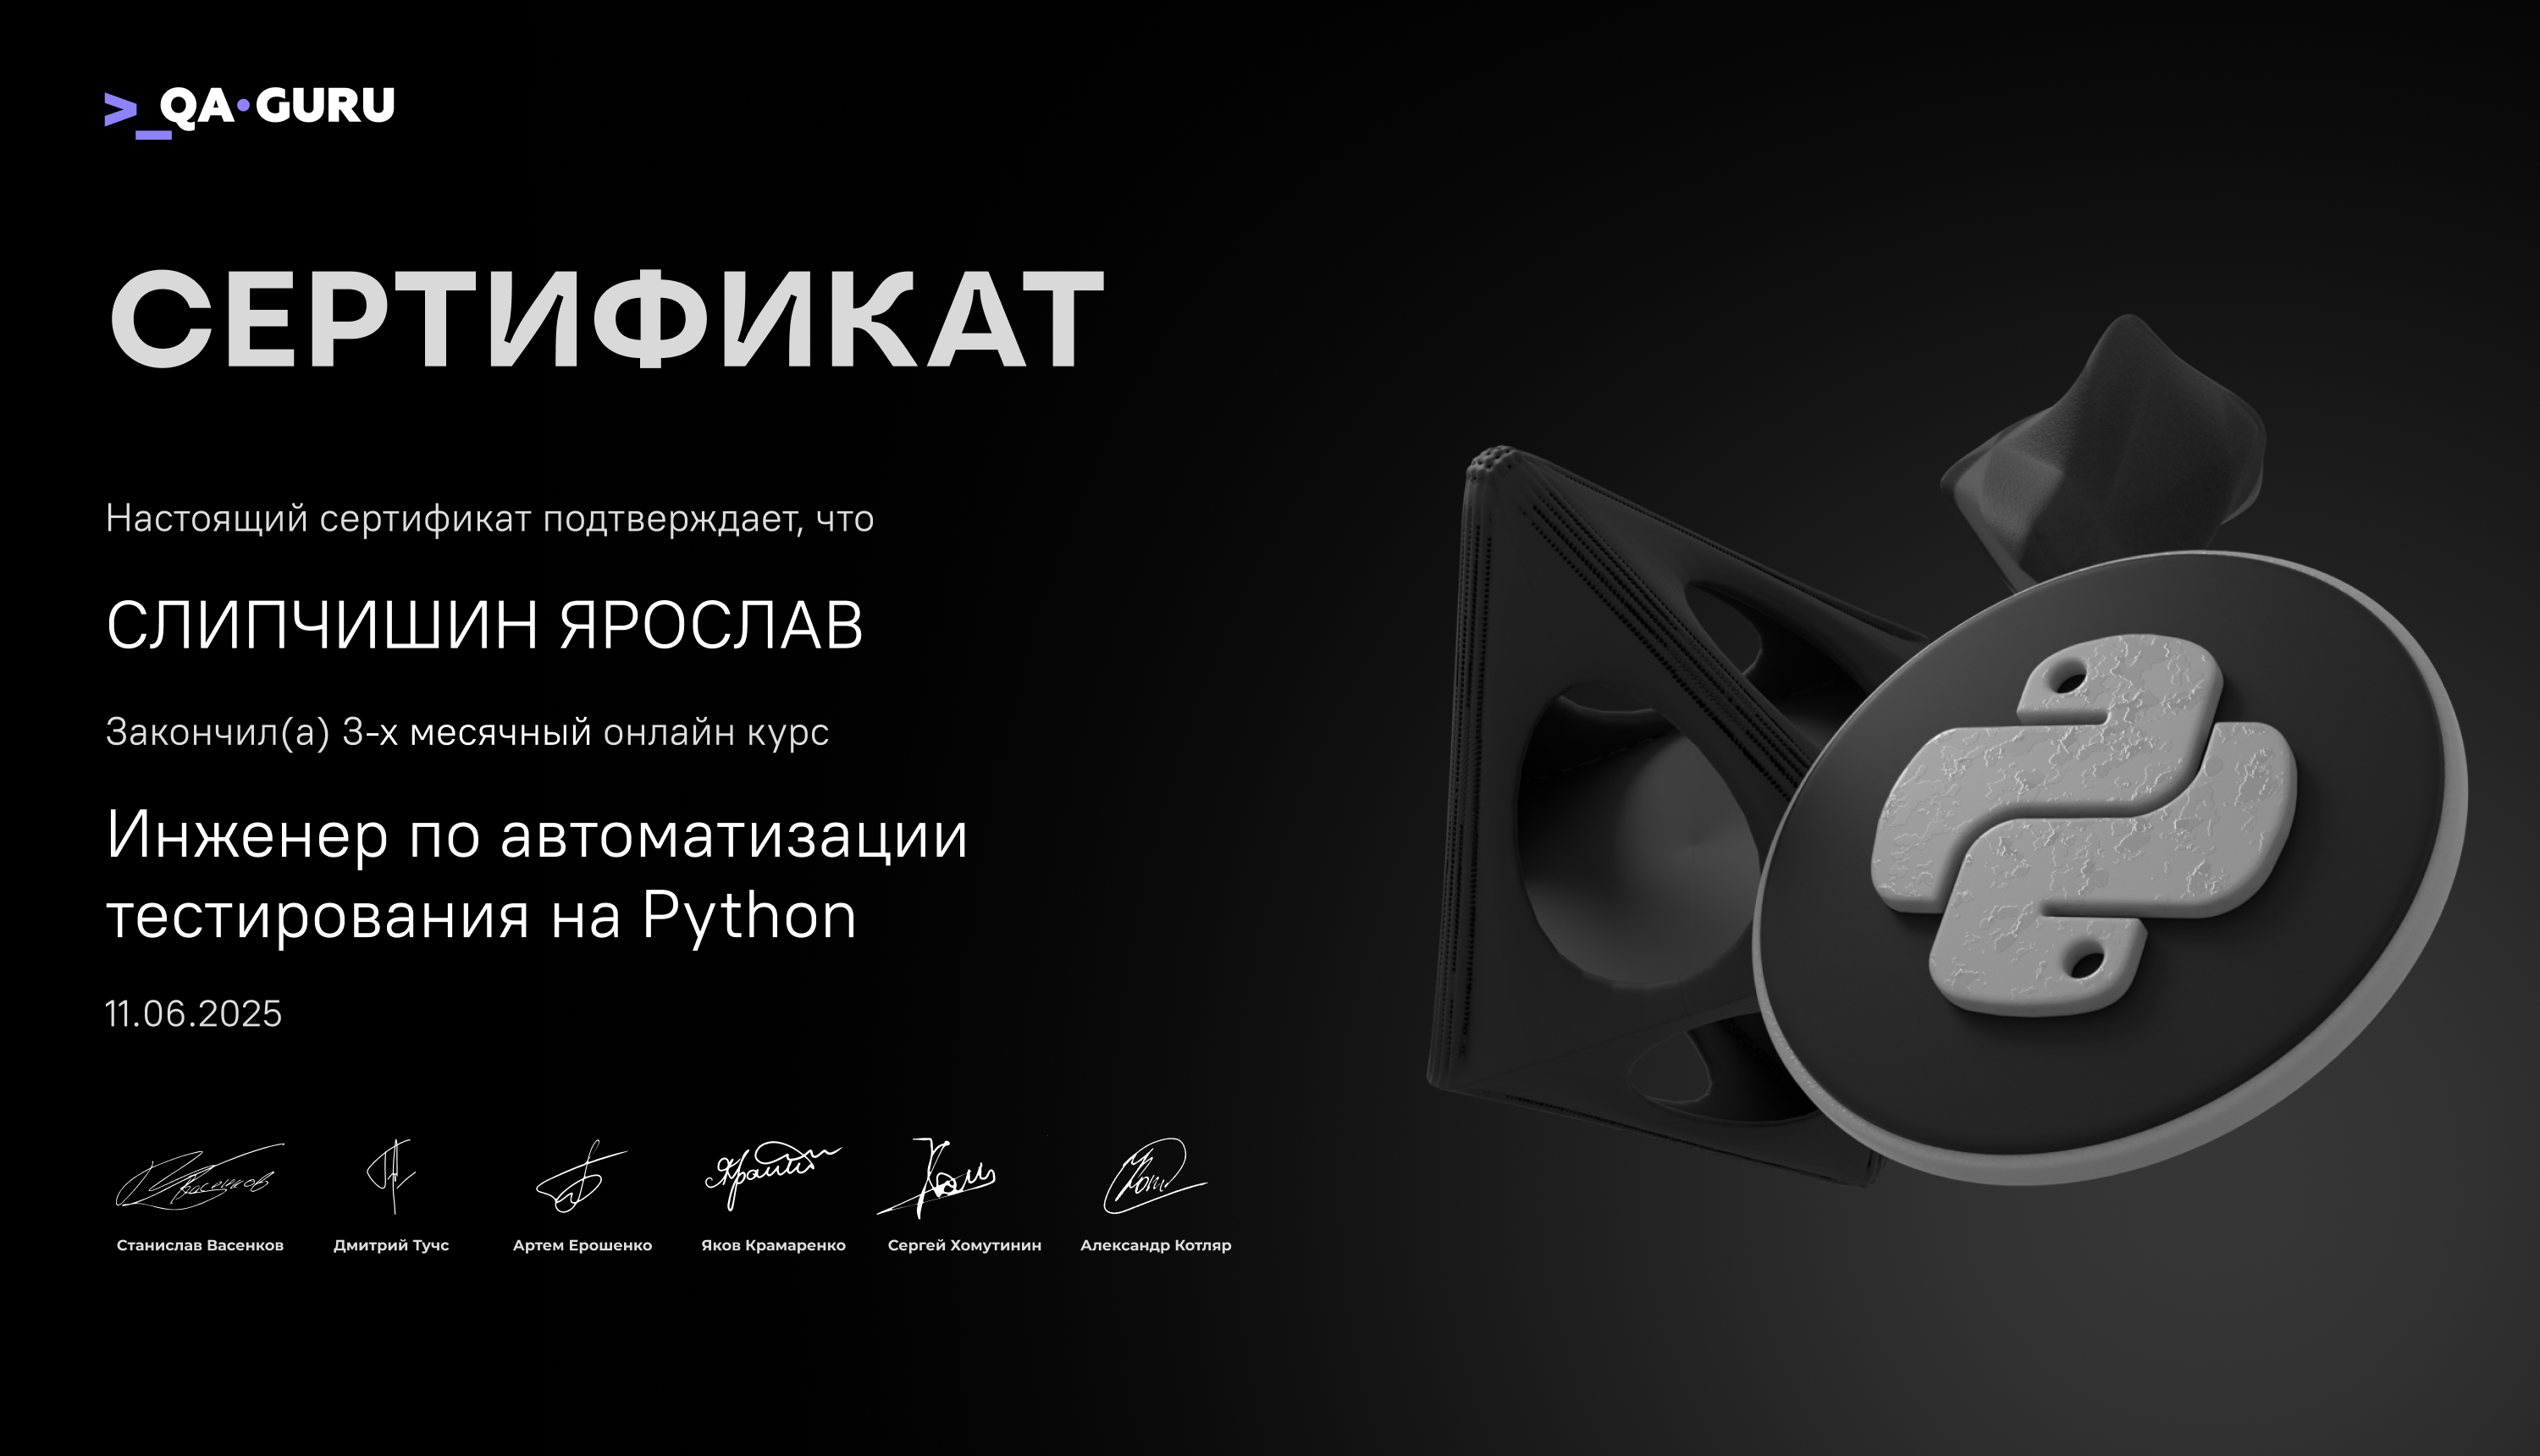 >_QA•GURU
СЕРТИФИКАТ
Настоящий сертификат подтверждает, что
СЛИПЧИШИН ЯРОСЛАВ
Закончил(а) 3-х месячный онлайн курс
Инженер по автоматизации
тестирования на Python
11.06.2025
Станислав Васенков Дмитрий Тучс Артем Ерошенко Яков Крамаренко Сергей Хомутинин Александр Котляр